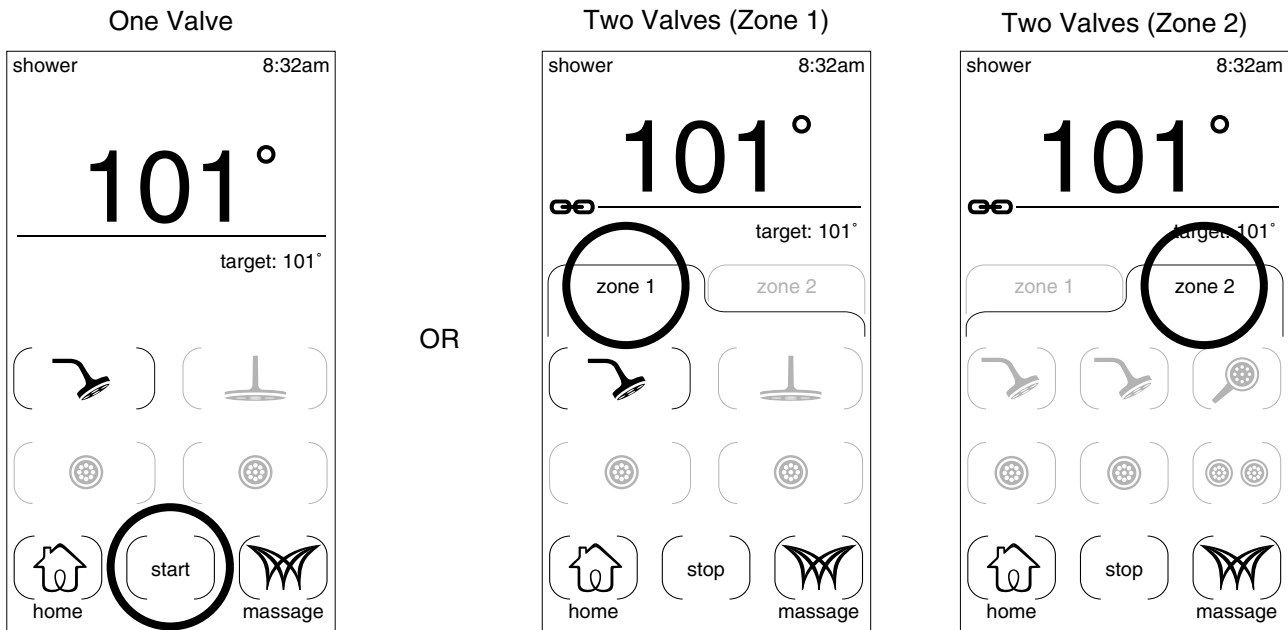 One Valve
shower 8:32am
101°
target: 101°
start
home massage
OR
Two Valves (Zone 1)
shower 8:32am
101°
target: 101°
zone 1 zone 2
stop
home massage
Two Valves (Zone 2)
shower 8:32am
101°
target: 101°
zone 1 zone 2
stop
home massage